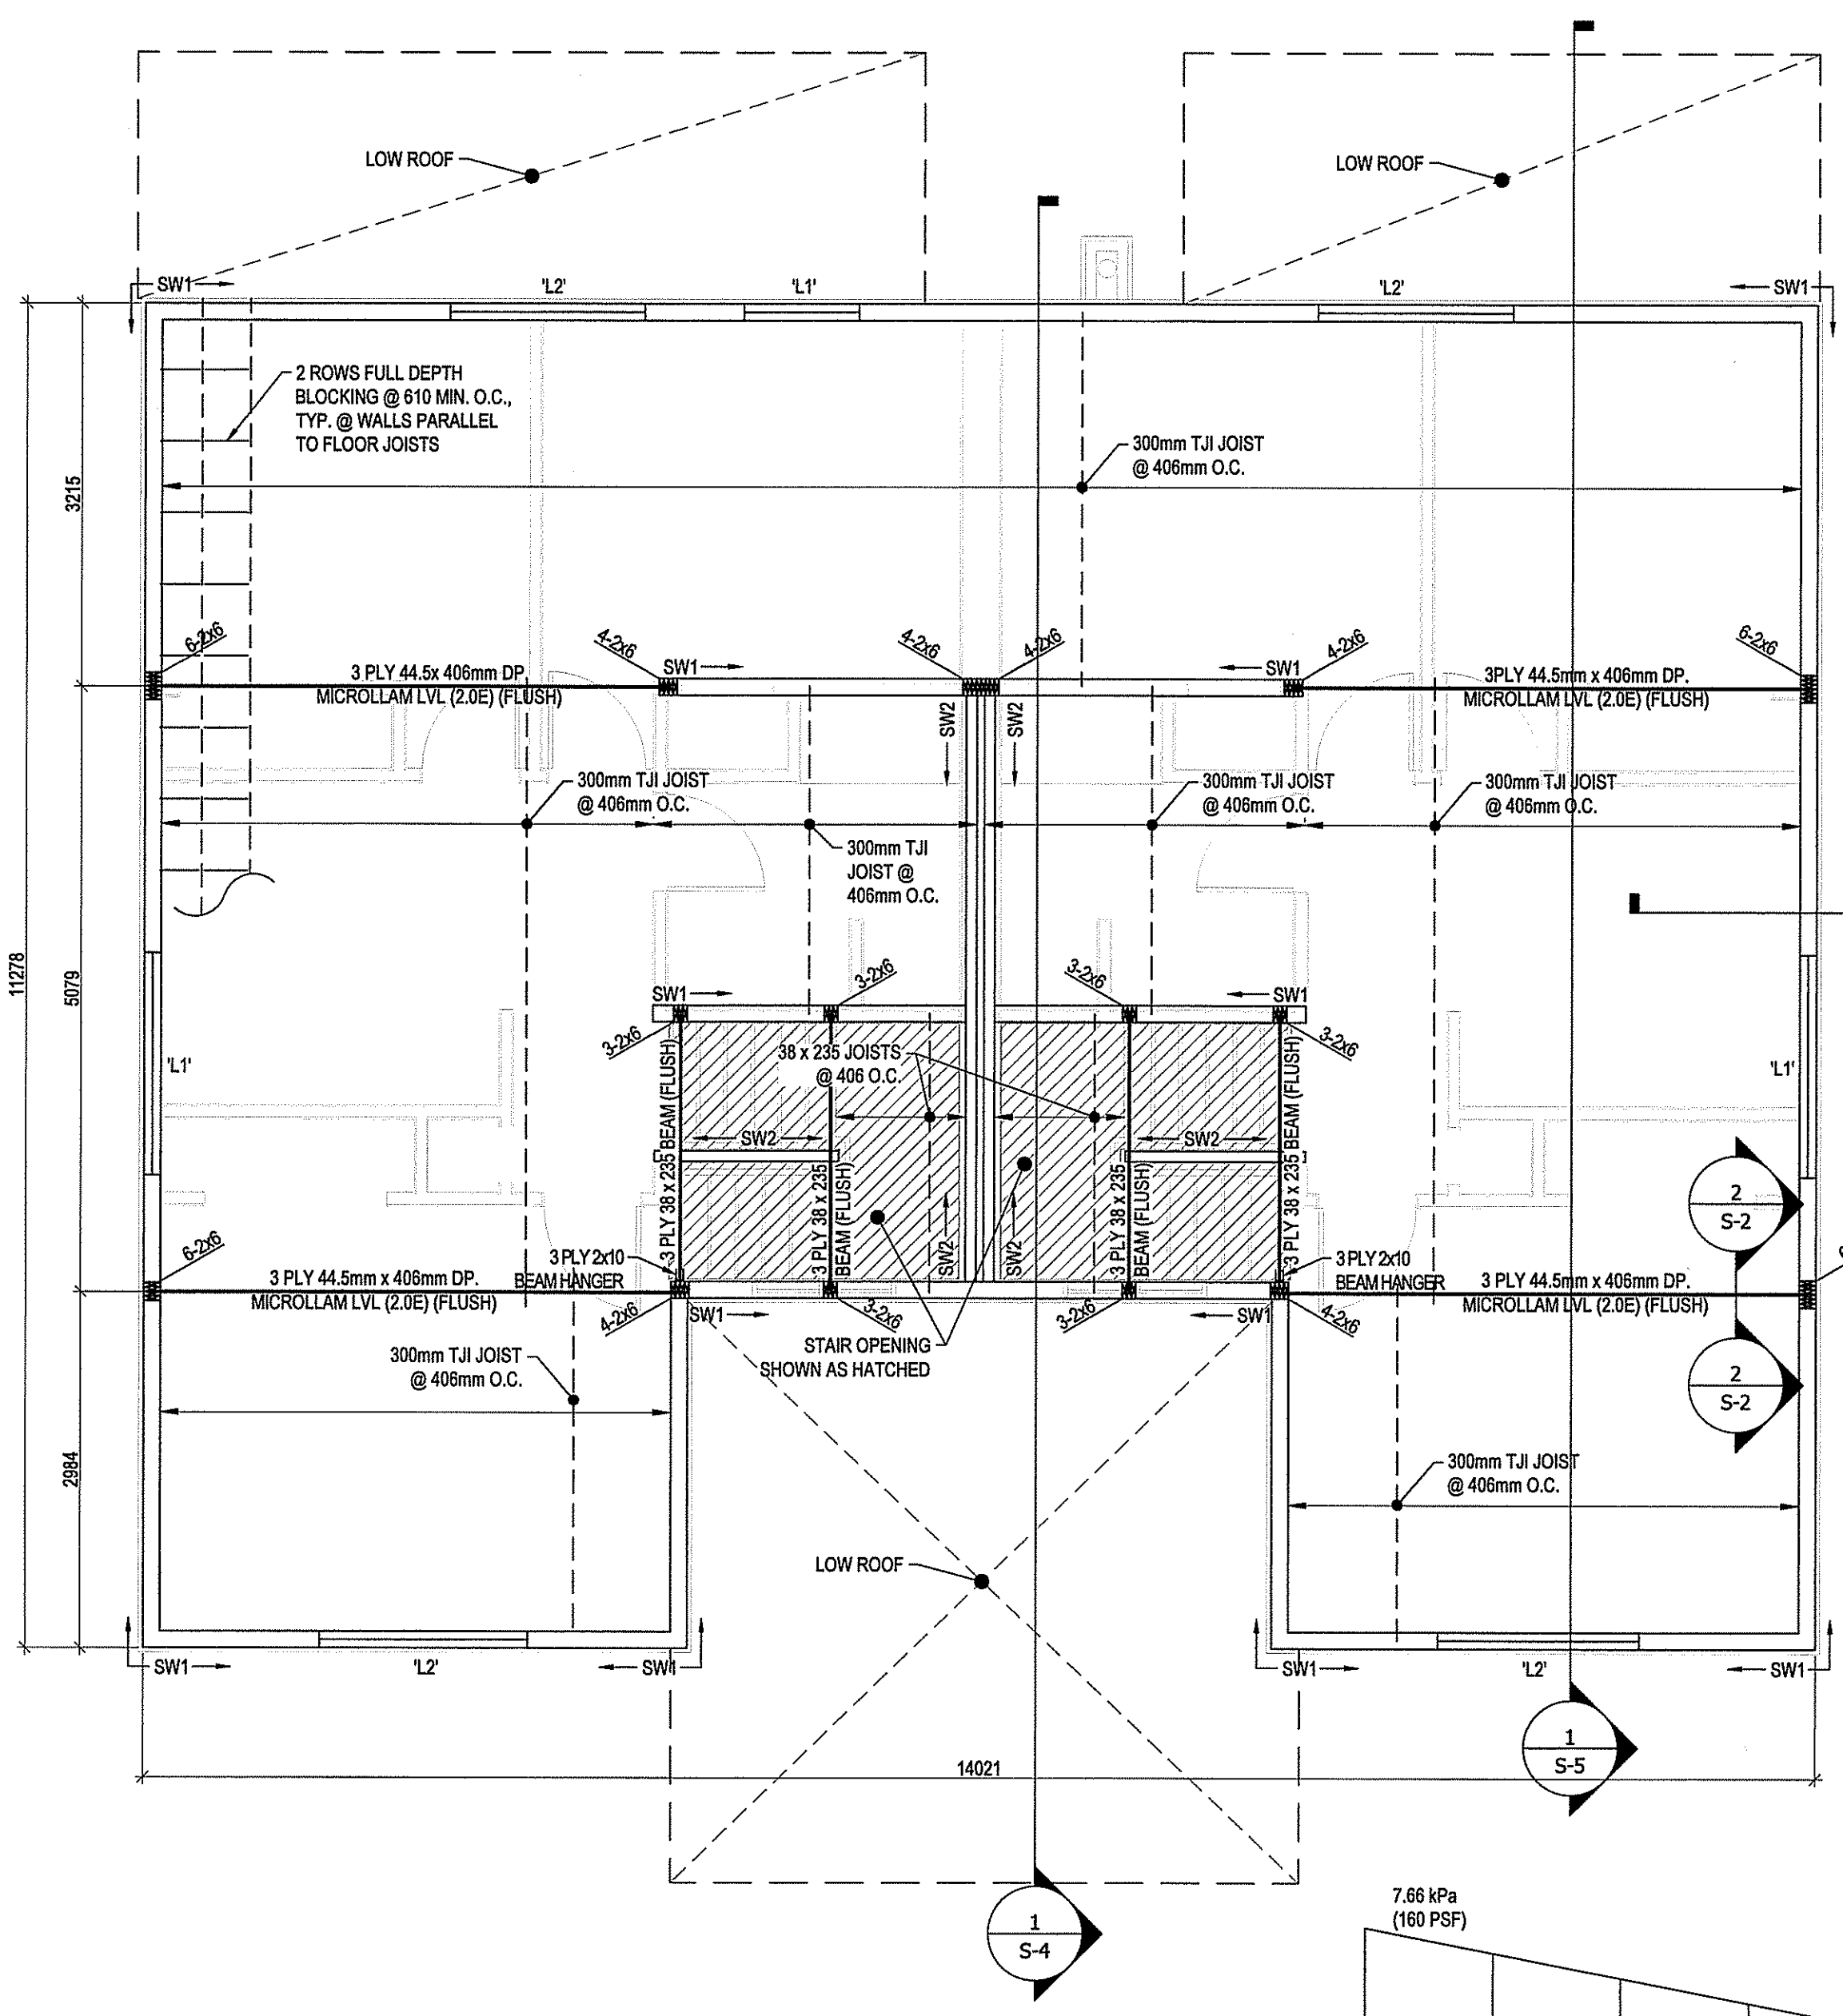 LOW ROOF
LOW ROOF
SW1
'L2'
'L1'
'L2'
SW1
2 ROWS FULL DEPTH
BLOCKING @ 610 MIN. O.C.,
TYP. @ WALLS PARALLEL
TO FLOOR JOISTS
300mm TJI JOIST
@ 406mm O.C.
3215
6-2x6
4-2x6
4-2x6
4-2x6
4-2x6
6-2x6
3 PLY 44.5x 406mm DP.
MICROLLAM LVL (2.0E) (FLUSH)
SW1
SW1
3PLY 44.5mm x 406mm DP.
MICROLLAM LVL (2.0E) (FLUSH)
SW2
SW2
300mm TJI JOIST
@ 406mm O.C.
300mm TJI
JOIST @
406mm O.C.
300mm TJI JOIST
@ 406mm O.C.
300mm TJI JOIST
@ 406mm O.C.
11278
5079
SW1
3-2x6
3-2x6
SW1
3-2x6
3-2x6
'L1'
38 x 235 JOISTS
@ 406 O.C.
'L1'
SW2
SW2
3 PLY 38 x 235 BEAM (FLUSH)
3 PLY 38 x 235
BEAM (FLUSH)
SW2
SW2
3 PLY 38 x 235
BEAM (FLUSH)
3 PLY 38 x 235 BEAM (FLUSH)
2
S-2
6-2x6
3 PLY 2x10
BEAM HANGER
3 PLY 2x10
BEAM HANGER
3 PLY 44.5mm x 406mm DP.
MICROLLAM LVL (2.0E) (FLUSH)
3 PLY 44.5mm x 406mm DP.
MICROLLAM LVL (2.0E) (FLUSH)
4-2x6
SW1
3-2x6
3-2x6
SW1
4-2x6
STAIR OPENING
SHOWN AS HATCHED
300mm TJI JOIST
@ 406mm O.C.
2
S-2
2984
300mm TJI JOIST
@ 406mm O.C.
LOW ROOF
SW1
'L2'
SW1
SW1
'L2'
SW1
14021
1
S-5
1
S-4
7.66 kPa
(160 PSF)